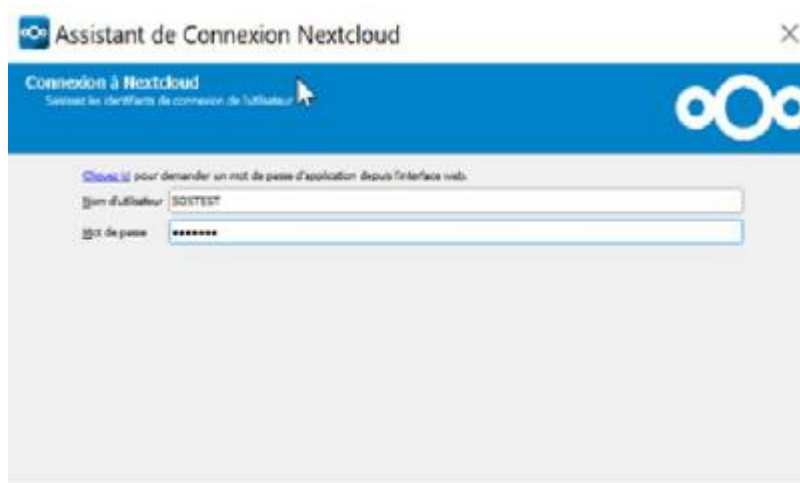 Assistant de Connexion Nextcloud
Connexion à Nextcloud
Saisissez les identifiants de connexion de l'utilisateur
Cliquez ici pour demander un mot de passe d'application depuis l'interface web.
Nom d'utilisateur SOSTEST
Mot de passe •••••••